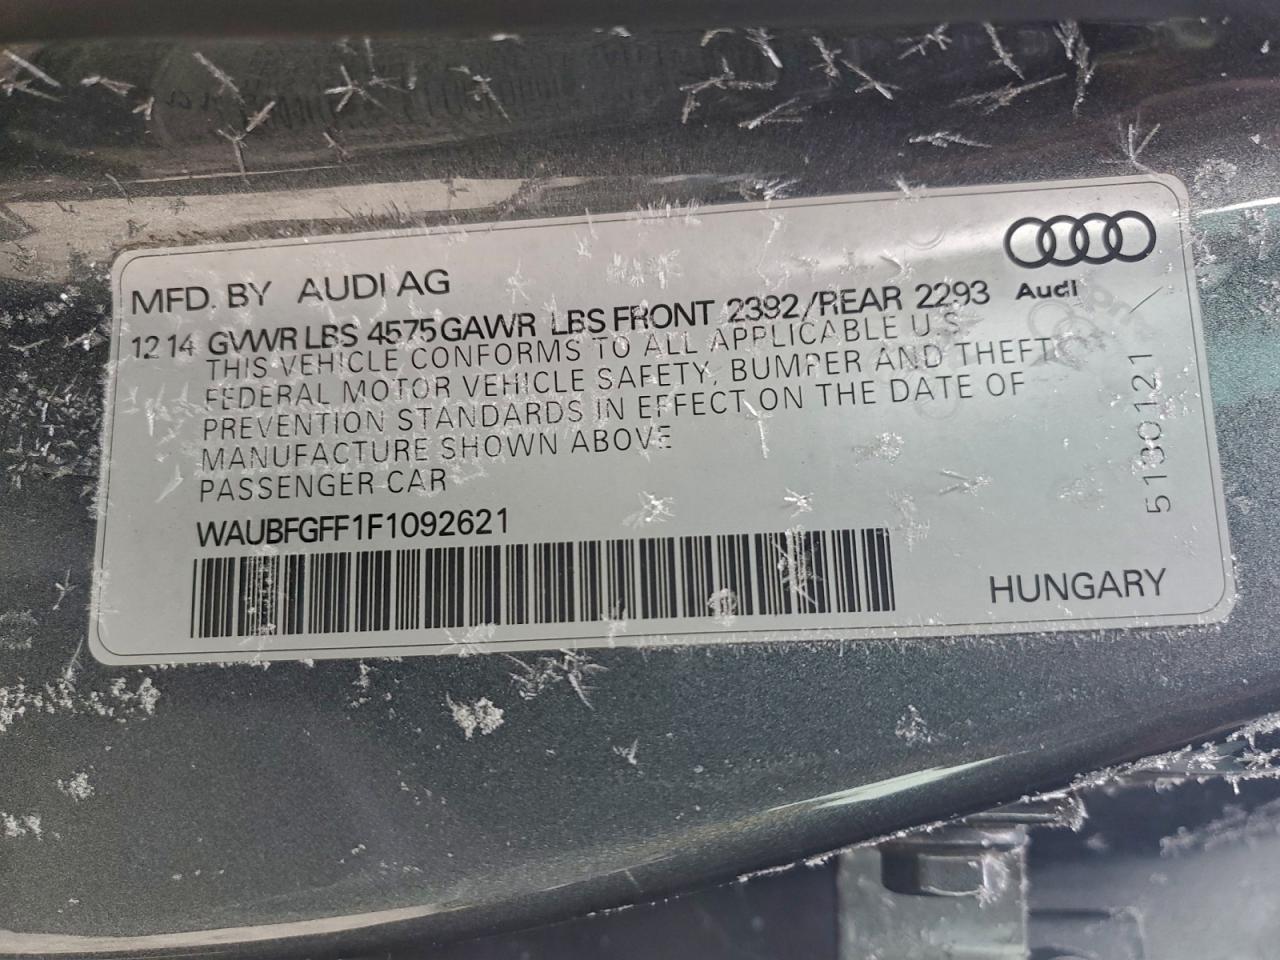 MFD. BY AUDI AG
Audi
12 14 GVWR LBS 4575 GAWR LBS FRONT 2392/REAR 2293
THIS VEHICLE CONFORMS TO ALL APPLICABLE U.S.
FEDERAL MOTOR VEHICLE SAFETY, BUMPER AND THEFT
PREVENTION STANDARDS IN EFFECT ON THE DATE OF
MANUFACTURE SHOWN ABOVE
PASSENGER CAR
WAUBFGFF1F1092621
HUNGARY
5130121